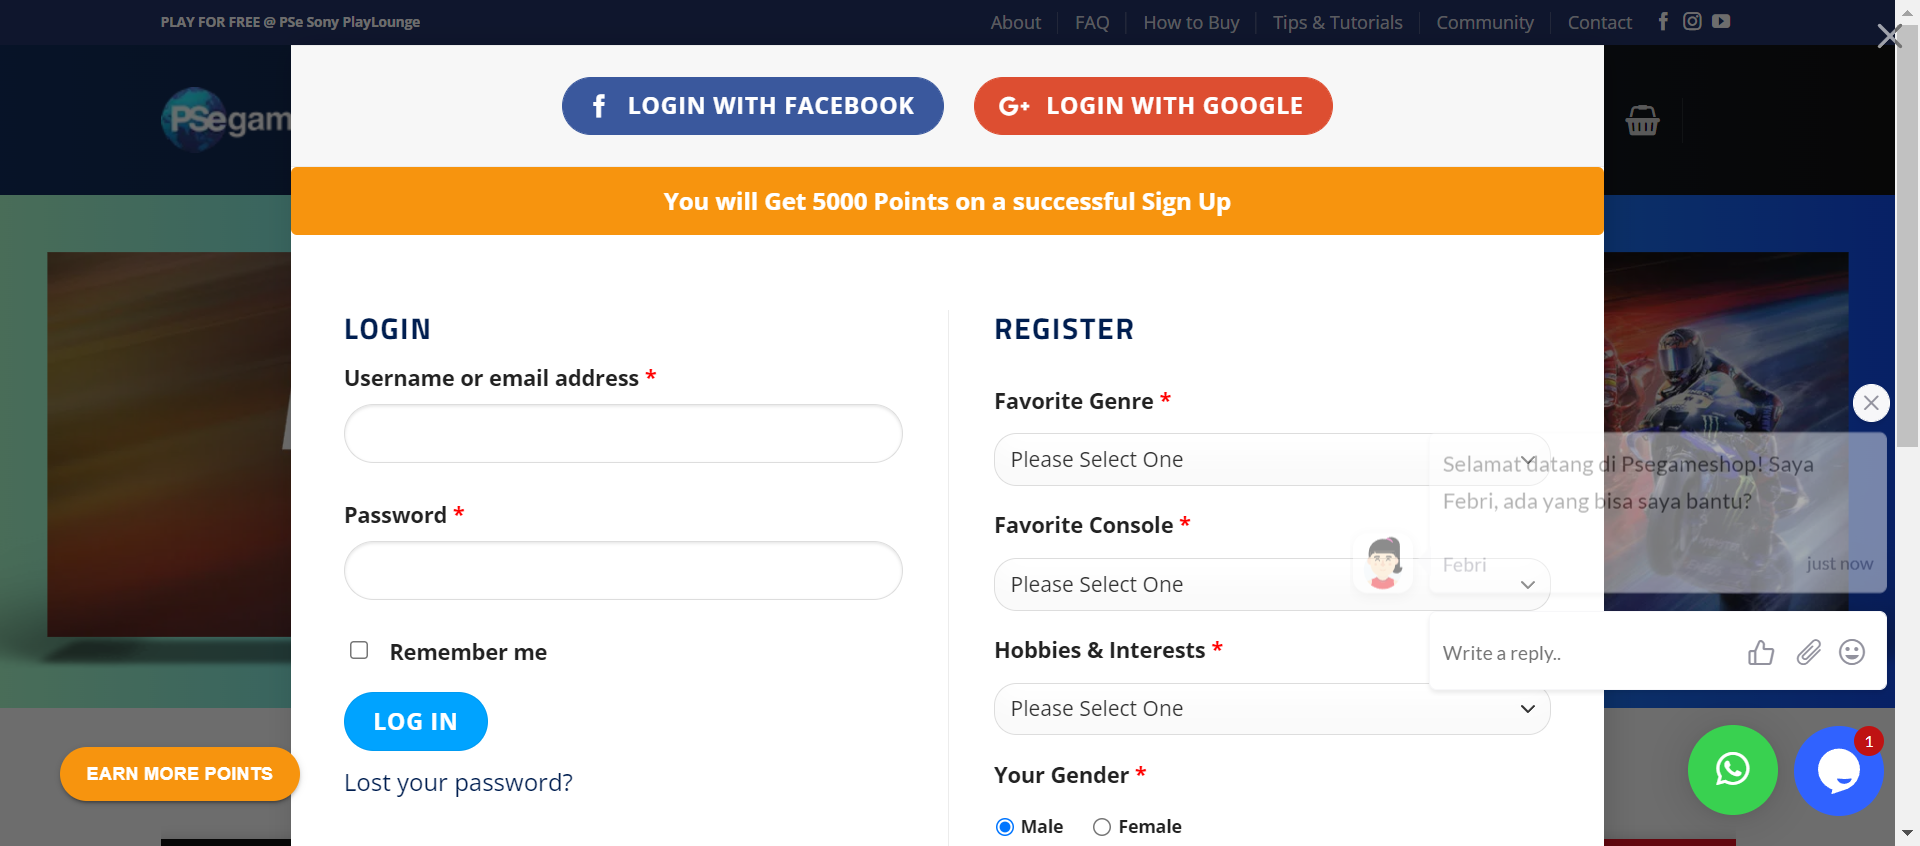 PLAY FOR FREE @ PSe Sony PlayLounge
About
FAQ
How to Buy
Tips & Tutorials
Community
Contact
PSegam
LOGIN WITH FACEBOOK
G+ LOGIN WITH GOOGLE
You will Get 5000 Points on a successful Sign Up
LOGIN
Username or email address *
Password *
Remember me
LOG IN
Lost your password?
EARN MORE POINTS
REGISTER
Favorite Genre *
Please Select One
Favorite Console *
Please Select One
Hobbies & Interests *
Please Select One
Your Gender *
Male
Female
Selamat datang di Psegameshop! Saya
Febri, ada yang bisa saya bantu?
Febri
just now
Write a reply..
1